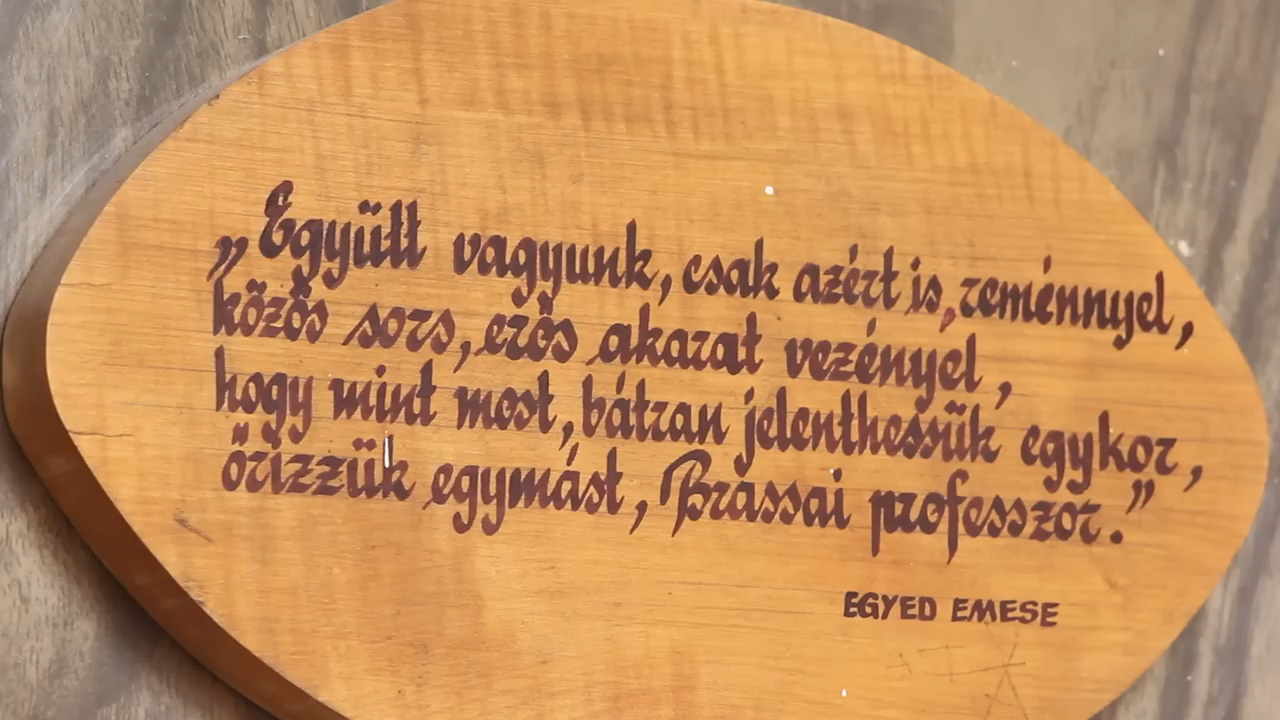 „Együtt vagyunk, csak azért is, reménnyel,
közös sors, erős akarat vezényel,
hogy mint most, bátran jelenthessük egykor,
őrizzük egymást, Brassai professzor.”
EGYED EMESE